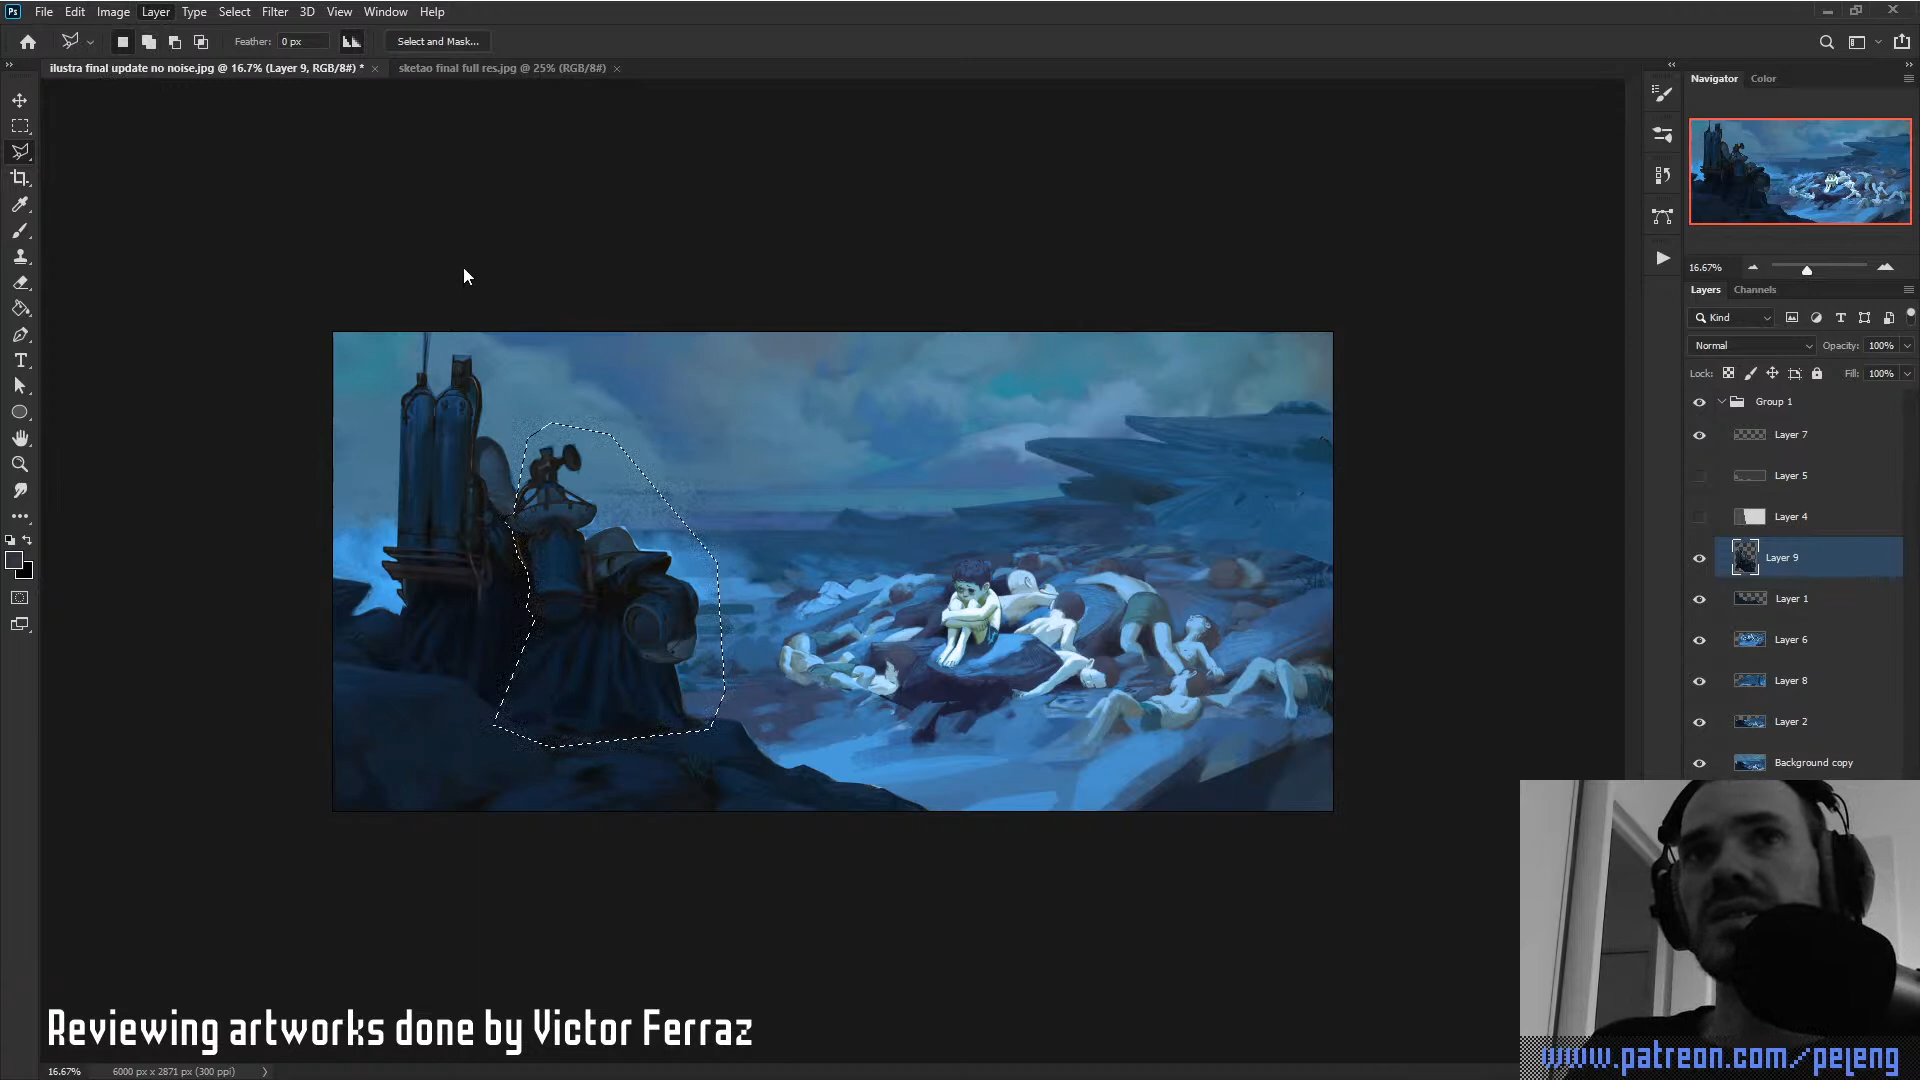 Ps File Edit Image Layer Type Select Filter 3D View Window Help
Feather: 0 px Select and Mask...
ilustra final update no noise.jpg @ 16.7% (Layer 9, RGB/8#) * × sketao final full res.jpg @ 25% (RGB/8#) ×
Navigator Color
16.67%
Layers Channels
Kind
Normal Opacity: 100%
Lock: Fill: 100%
Group 1
Layer 7
Layer 5
Layer 4
Layer 9
Layer 1
Layer 6
Layer 8
Layer 2
Background copy
Reviewing artworks done by Victor Ferraz
www.patreon.com/peleng
16.67% 6000 px x 2871 px (300 ppi)